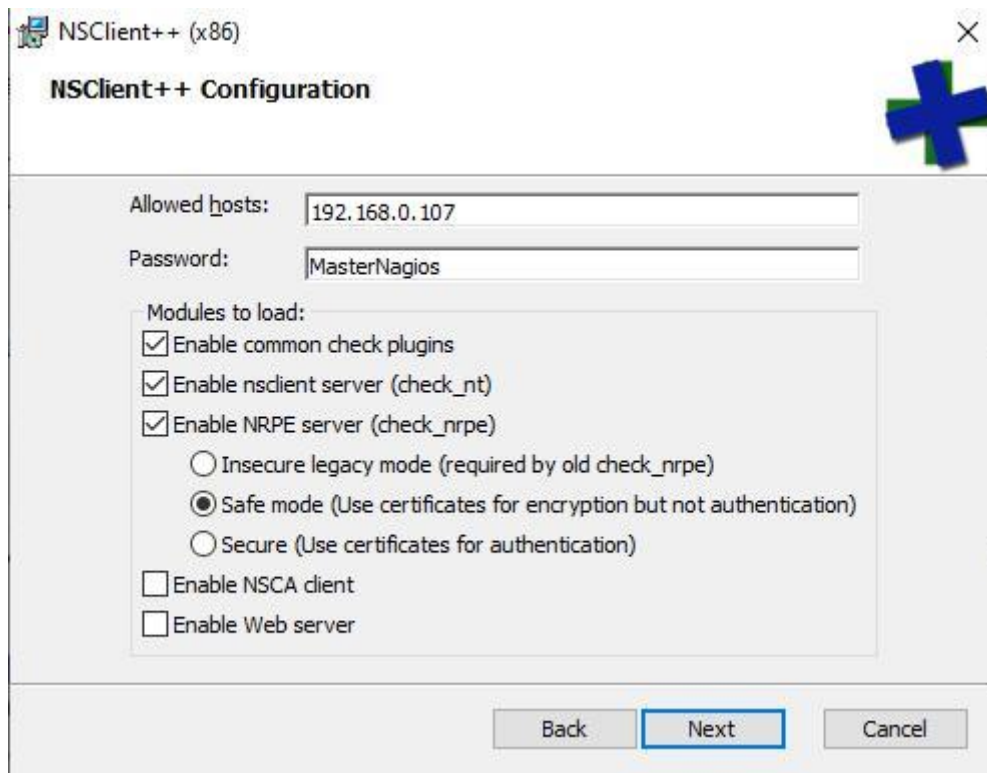 NSClient++ (x86)
NSClient++ Configuration
Allowed hosts: 192.168.0.107
Password: MasterNagios
Modules to load:
Enable common check plugins
Enable nsclient server (check_nt)
Enable NRPE server (check_nrpe)
Insecure legacy mode (required by old check_nrpe)
Safe mode (Use certificates for encryption but not authentication)
Secure (Use certificates for authentication)
Enable NSCA client
Enable Web server
Back Next Cancel